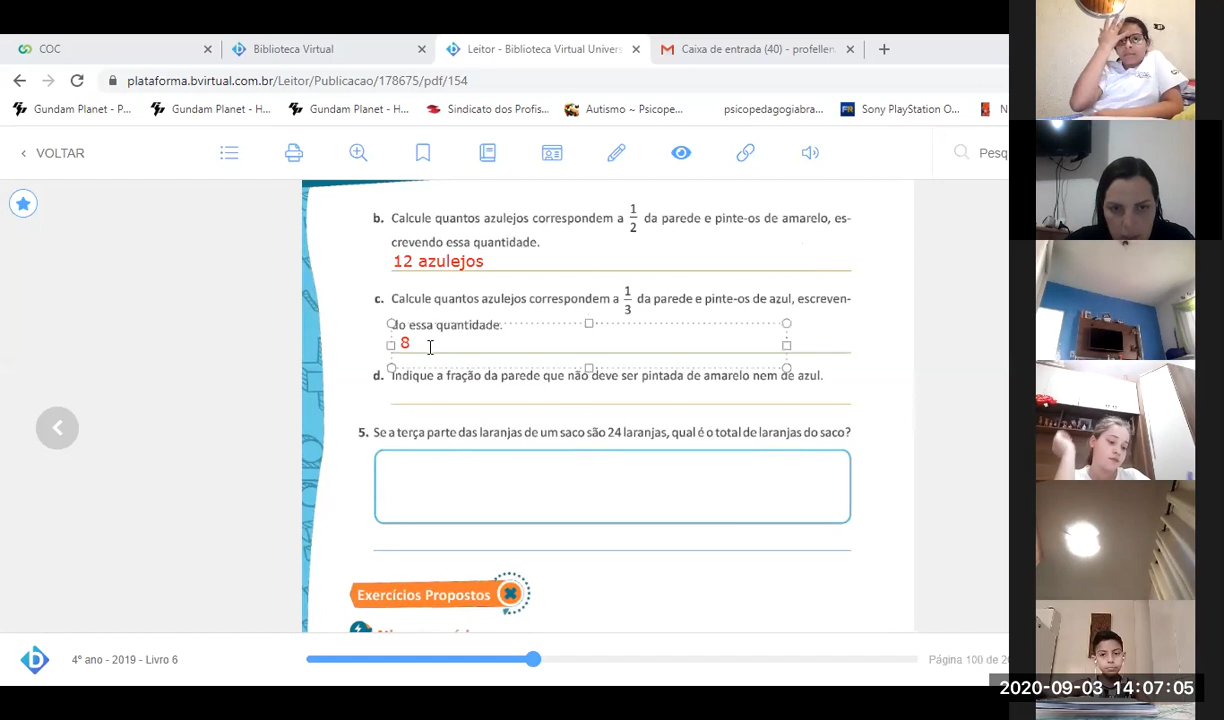 COC
Biblioteca Virtual
Leitor - Biblioteca Virtual Univers
Caixa de entrada (40) - profeller
plataforma.bvirtual.com.br/Leitor/Publicacao/178675/pdf/154
Gundam Planet - P...
Gundam Planet - H...
Gundam Planet - H...
Sindicato dos Profis...
Autismo ~ Psicope...
psicopedagogiabra...
Sony PlayStation O...
N
VOLTAR
Pesq
b. Calcule quantos azulejos correspondem a 1/2 da parede e pinte-os de amarelo, es-
crevendo essa quantidade.
12 azulejos
c. Calcule quantos azulejos correspondem a 1/3 da parede e pinte-os de azul, escreven-
do essa quantidade.
8
d. Indique a fração da parede que não deve ser pintada de amarelo nem de azul.
5. Se a terça parte das laranjas de um saco são 24 laranjas, qual é o total de laranjas do saco?
Exercícios Propostos
4º ano - 2019 - Livro 6
Página 100 de 20
2020-09-03 14:07:05